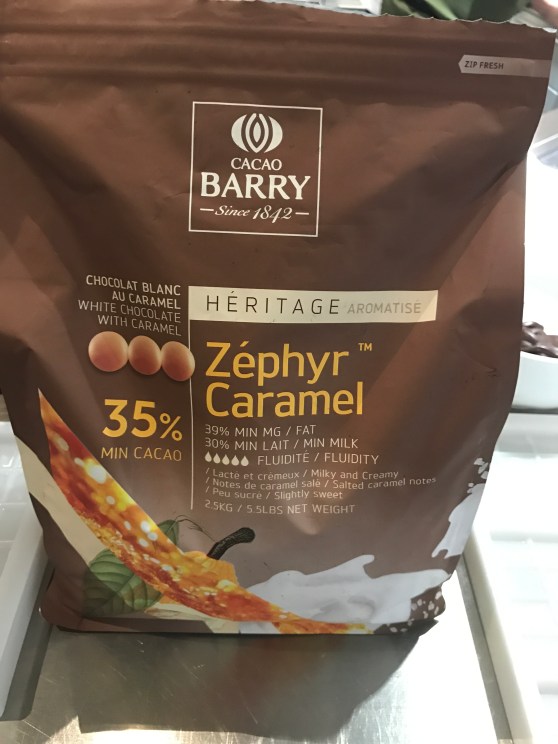 ZIP FRESH
CACAO
BARRY
Since 1842
CHOCOLAT BLANC
AU CARAMEL
WHITE CHOCOLATE
WITH CARAMEL
HÉRITAGE AROMATISÉ
Zéphyr™
Caramel
35%
MIN CACAO
39% MIN MG / FAT
30% MIN LAIT / MIN MILK
FLUIDITÉ / FLUIDITY
/ Lacté et crémeux / Milky and Creamy
/ Notes de caramel salé / Salted caramel notes
/ Peu sucré / Slightly sweet
2.5KG / 5.5LBS NET WEIGHT